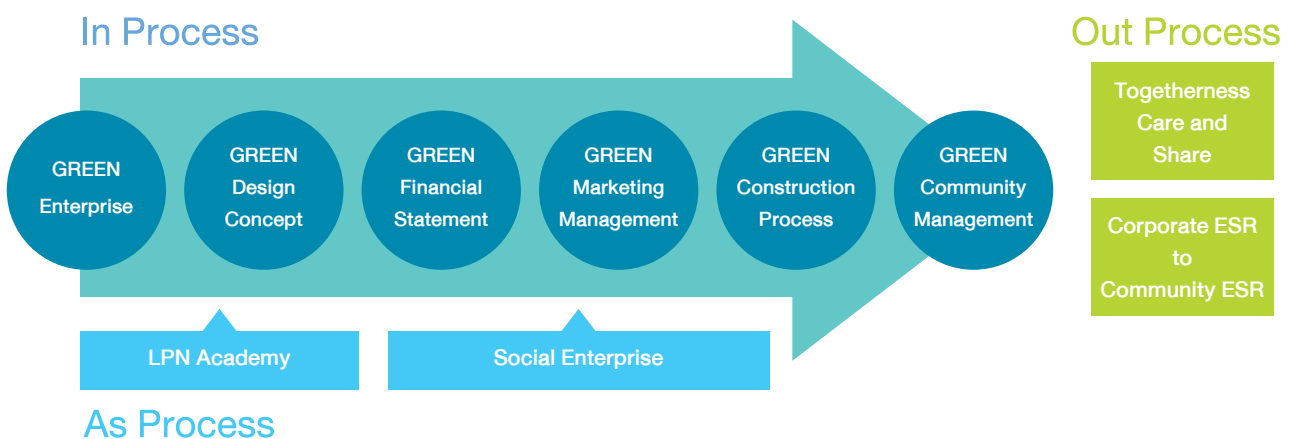 In Process
Out Process
GREEN
Enterprise
GREEN
Design
Concept
GREEN
Financial
Statement
GREEN
Marketing
Management
GREEN
Construction
Process
GREEN
Community
Management
Togetherness
Care and
Share
Corporate ESR
to
Community ESR
LPN Academy
Social Enterprise
As Process